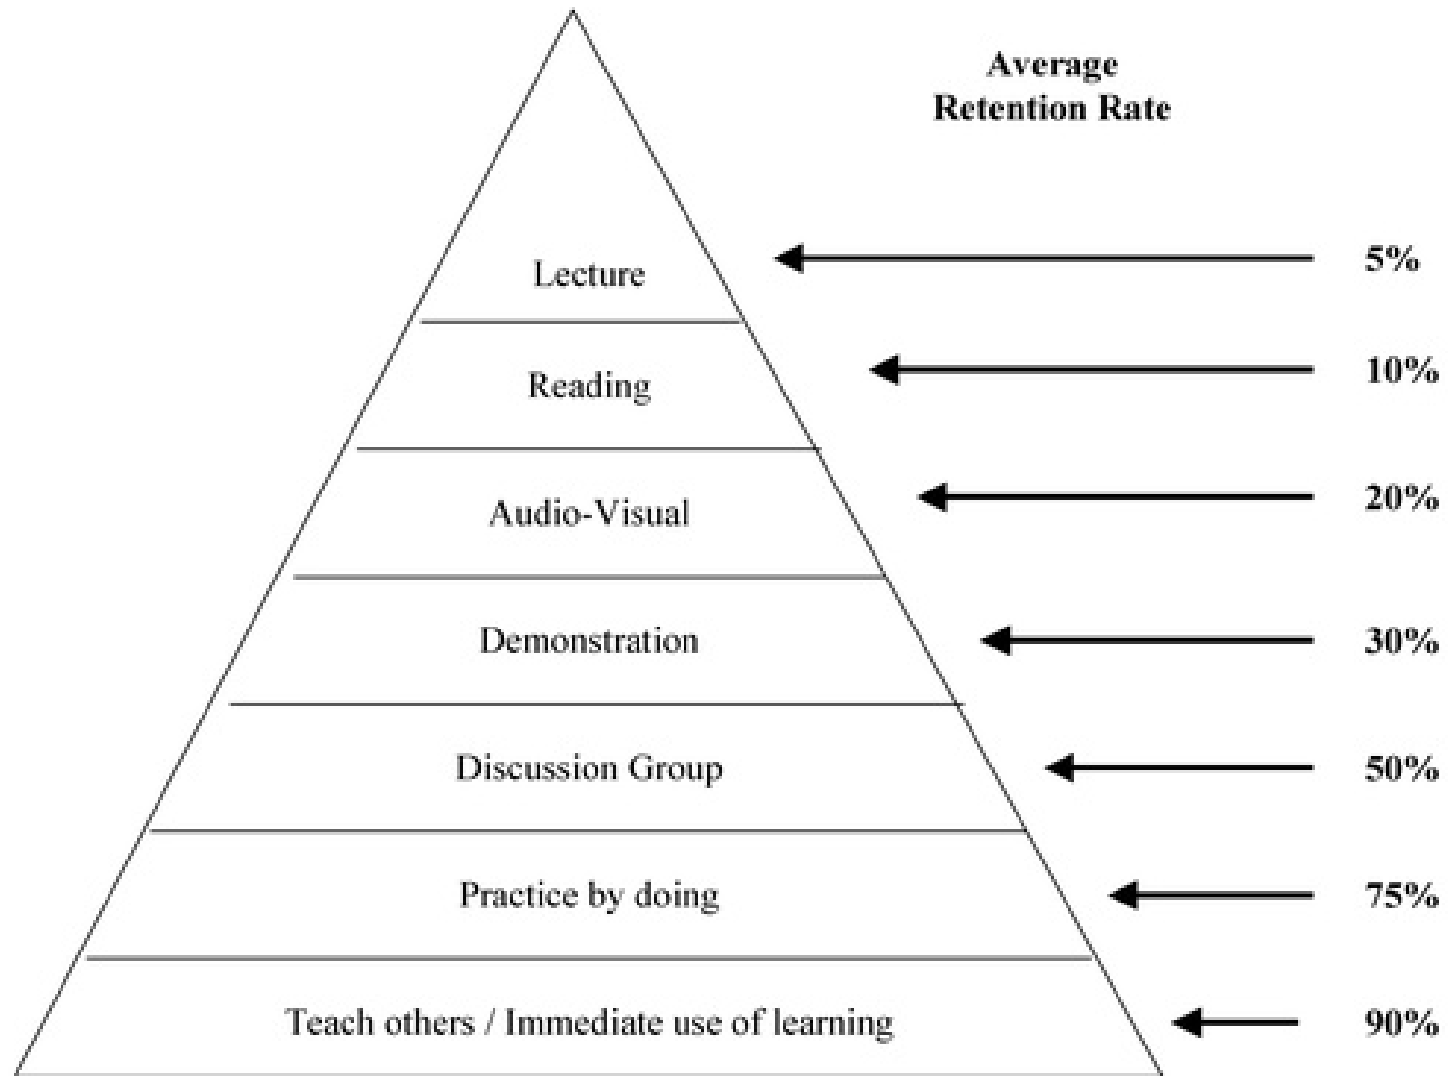 Average
Retention Rate
Lecture
5%
Reading
10%
Audio-Visual
20%
Demonstration
30%
Discussion Group
50%
Practice by doing
75%
Teach others / Immediate use of learning
90%